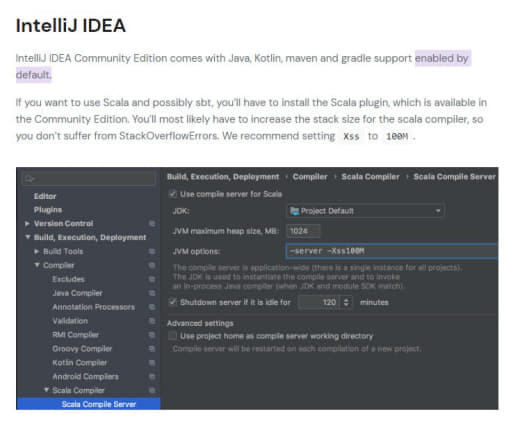 IntelliJ IDEA
IntelliJ IDEA Community Edition comes with Java, Kotlin, maven and gradle support enabled by
default.
If you want to use Scala and possibly sbt, you'll have to install the Scala plugin, which is available in
the Community Edition. You'll most likely have to increase the stack size for the scala compiler, so
you don't suffer from StackOverflowErrors. We recommend setting Xss to 100M .
Build, Execution, Deployment › Compiler › Scala Compiler › Scala Compile Server
Editor
Plugins
Version Control
Build, Execution, Deployment
Build Tools
Compiler
Excludes
Java Compiler
Annotation Processors
Validation
RMI Compiler
Groovy Compiler
Kotlin Compiler
Android Compilers
Scala Compiler
Scala Compile Server
Use compile server for Scala
JDK: Project Default
JVM maximum heap size, MB: 1024
JVM options: -server -Xss100M
The compile server is application-wide (there is a single instance for all projects).
The JDK is used to instantiate the compile server and to invoke
an in-process Java compiler (when JDK and module SDK match).
Shutdown server if it is idle for 120 minutes
Advanced settings
Use project home as compile server working directory
Compile server will be restarted on each compilation of a new project.